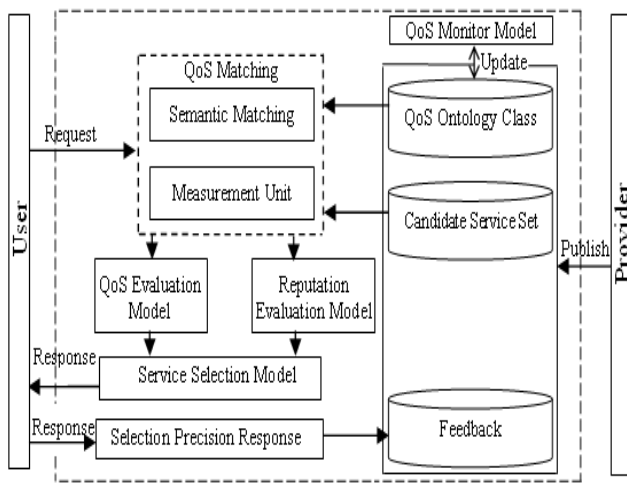 QoS Monitor Model
Update
QoS Matching
Semantic Matching
QoS Ontology Class
Request
Measurement Unit
Candidate Service Set
User
Provider
Publish
QoS Evaluation
Model
Reputation
Evaluation Model
Response
Service Selection Model
Response
Selection Precision Response
Feedback